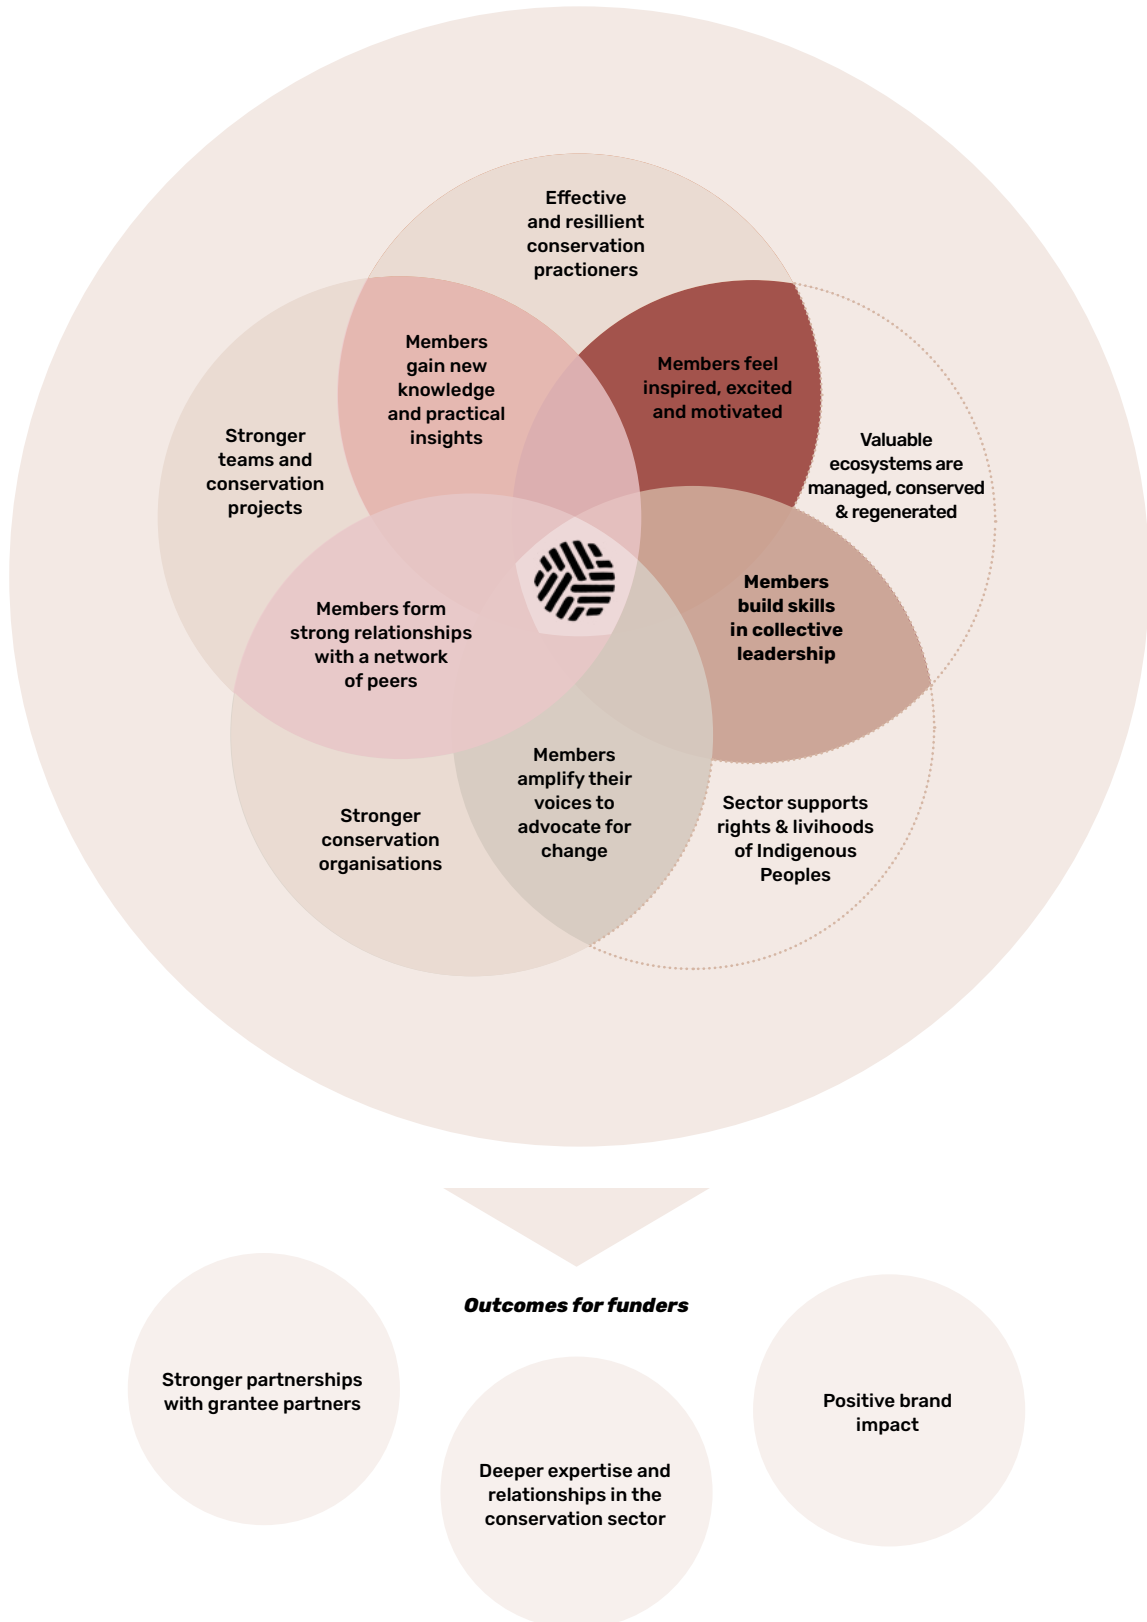 Effective
and resillient
conservation
practioners
Members
gain new
knowledge
and practical
insights
Members feel
inspired, excited
and motivated
Stronger
teams and
conservation
projects
Valuable
ecosystems are
managed, conserved
& regenerated
Members form
strong relationships
with a network
of peers
Members
build skills
in collective
leadership
Members
amplify their
voices to
advocate for
change
Stronger
conservation
organisations
Sector supports
rights & livihoods
of Indigenous
Peoples
Outcomes for funders
Stronger partnerships
with grantee partners
Deeper expertise and
relationships in the
conservation sector
Positive brand
impact